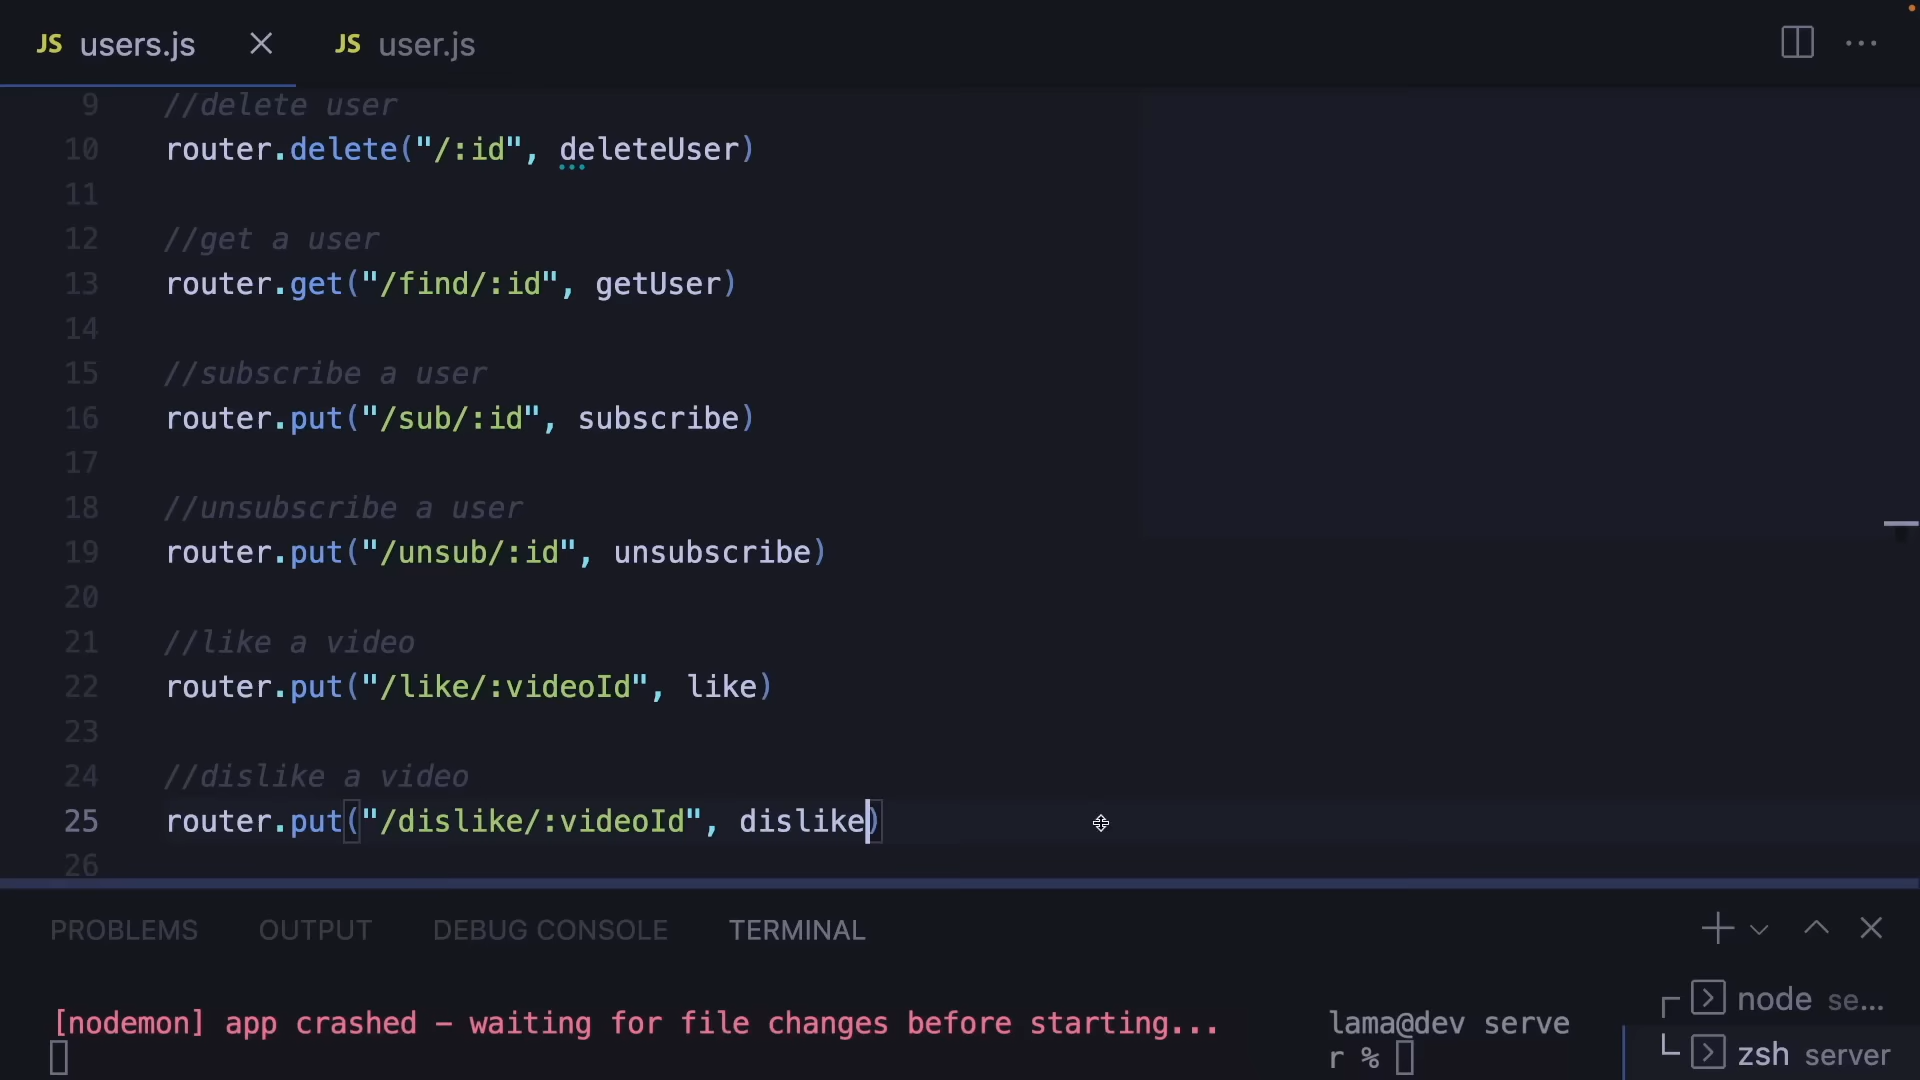 JS users.js JS user.js
9 //delete user
10 router.delete("/:id", deleteUser)
11
12 //get a user
13 router.get("/find/:id", getUser)
14
15 //subscribe a user
16 router.put("/sub/:id", subscribe)
17
18 //unsubscribe a user
19 router.put("/unsub/:id", unsubscribe)
20
21 //like a video
22 router.put("/like/:videoId", like)
23
24 //dislike a video
25 router.put("/dislike/:videoId", dislike)
26
PROBLEMS OUTPUT DEBUG CONSOLE TERMINAL
[nodemon] app crashed – waiting for file changes before starting...
lama@dev serve
r %
node se...
zsh server